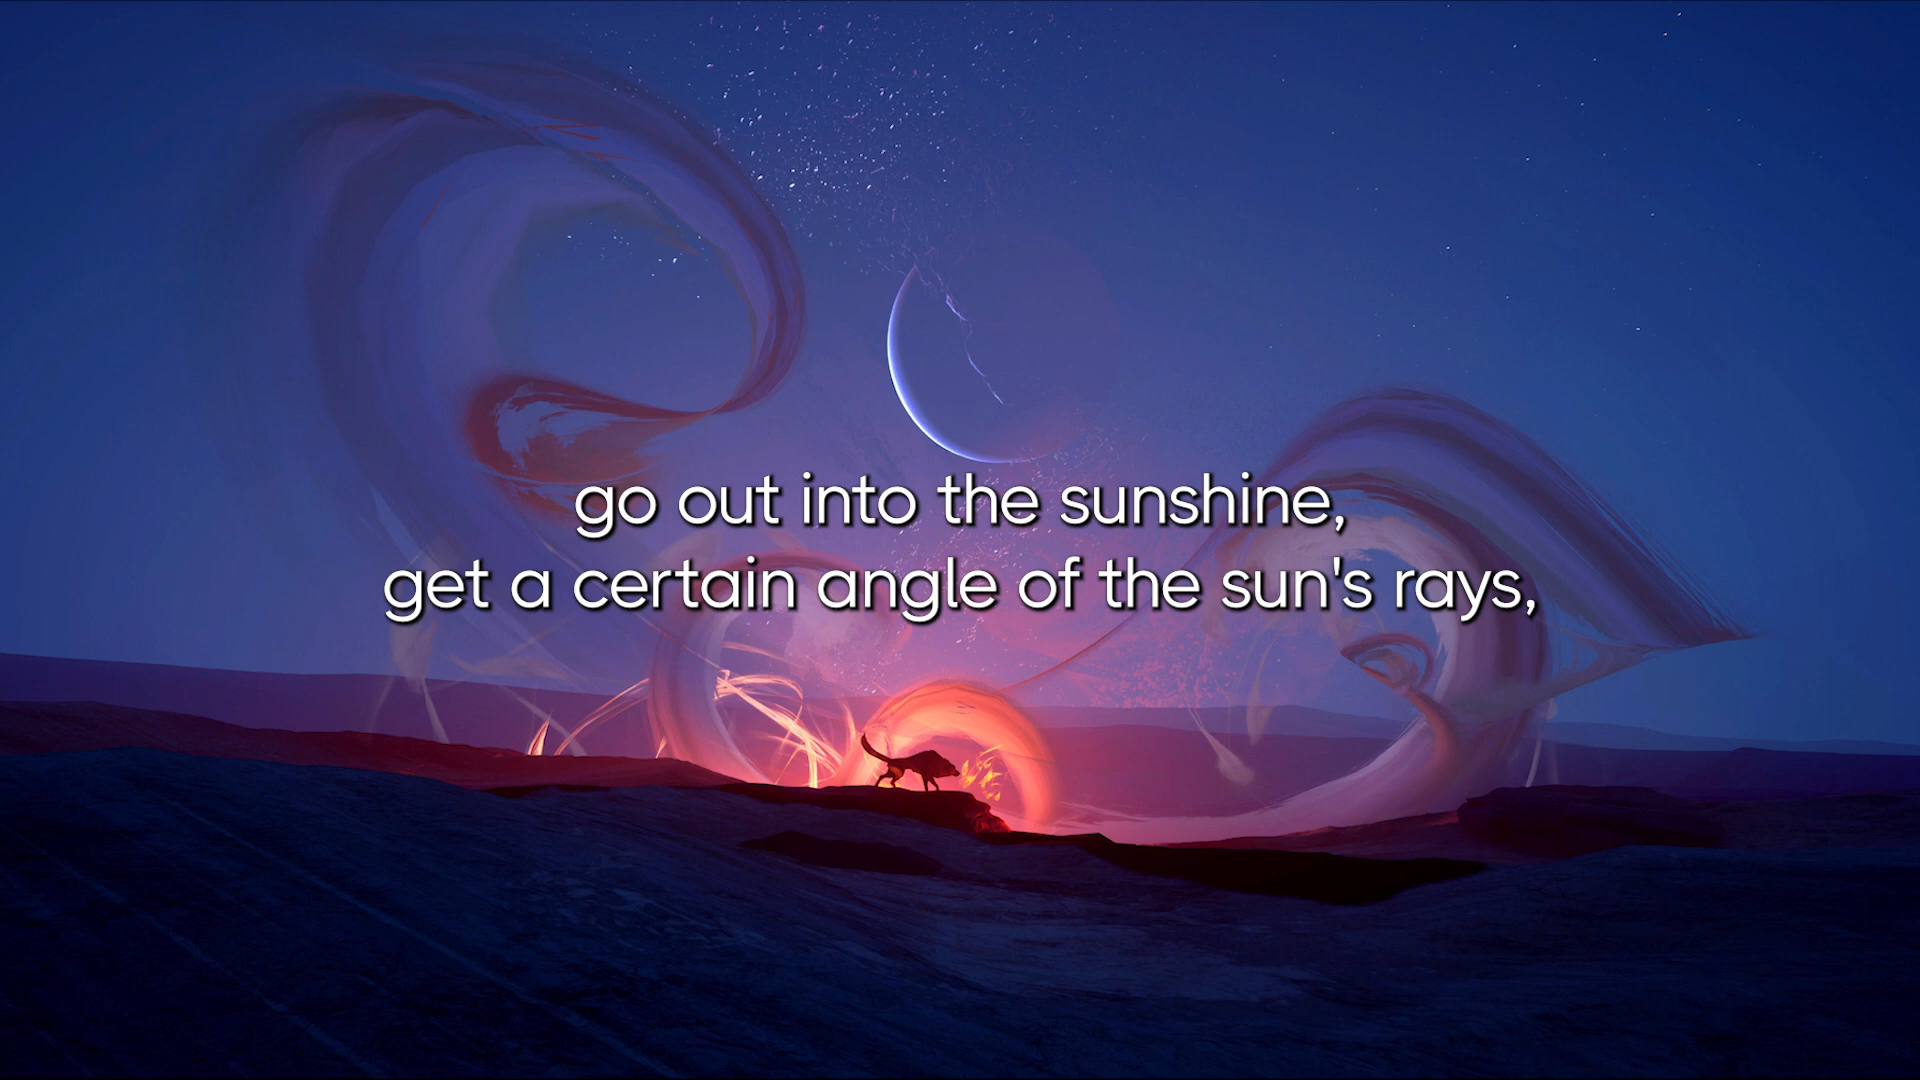 go out into the sunshine,
get a certain angle of the sun's rays,